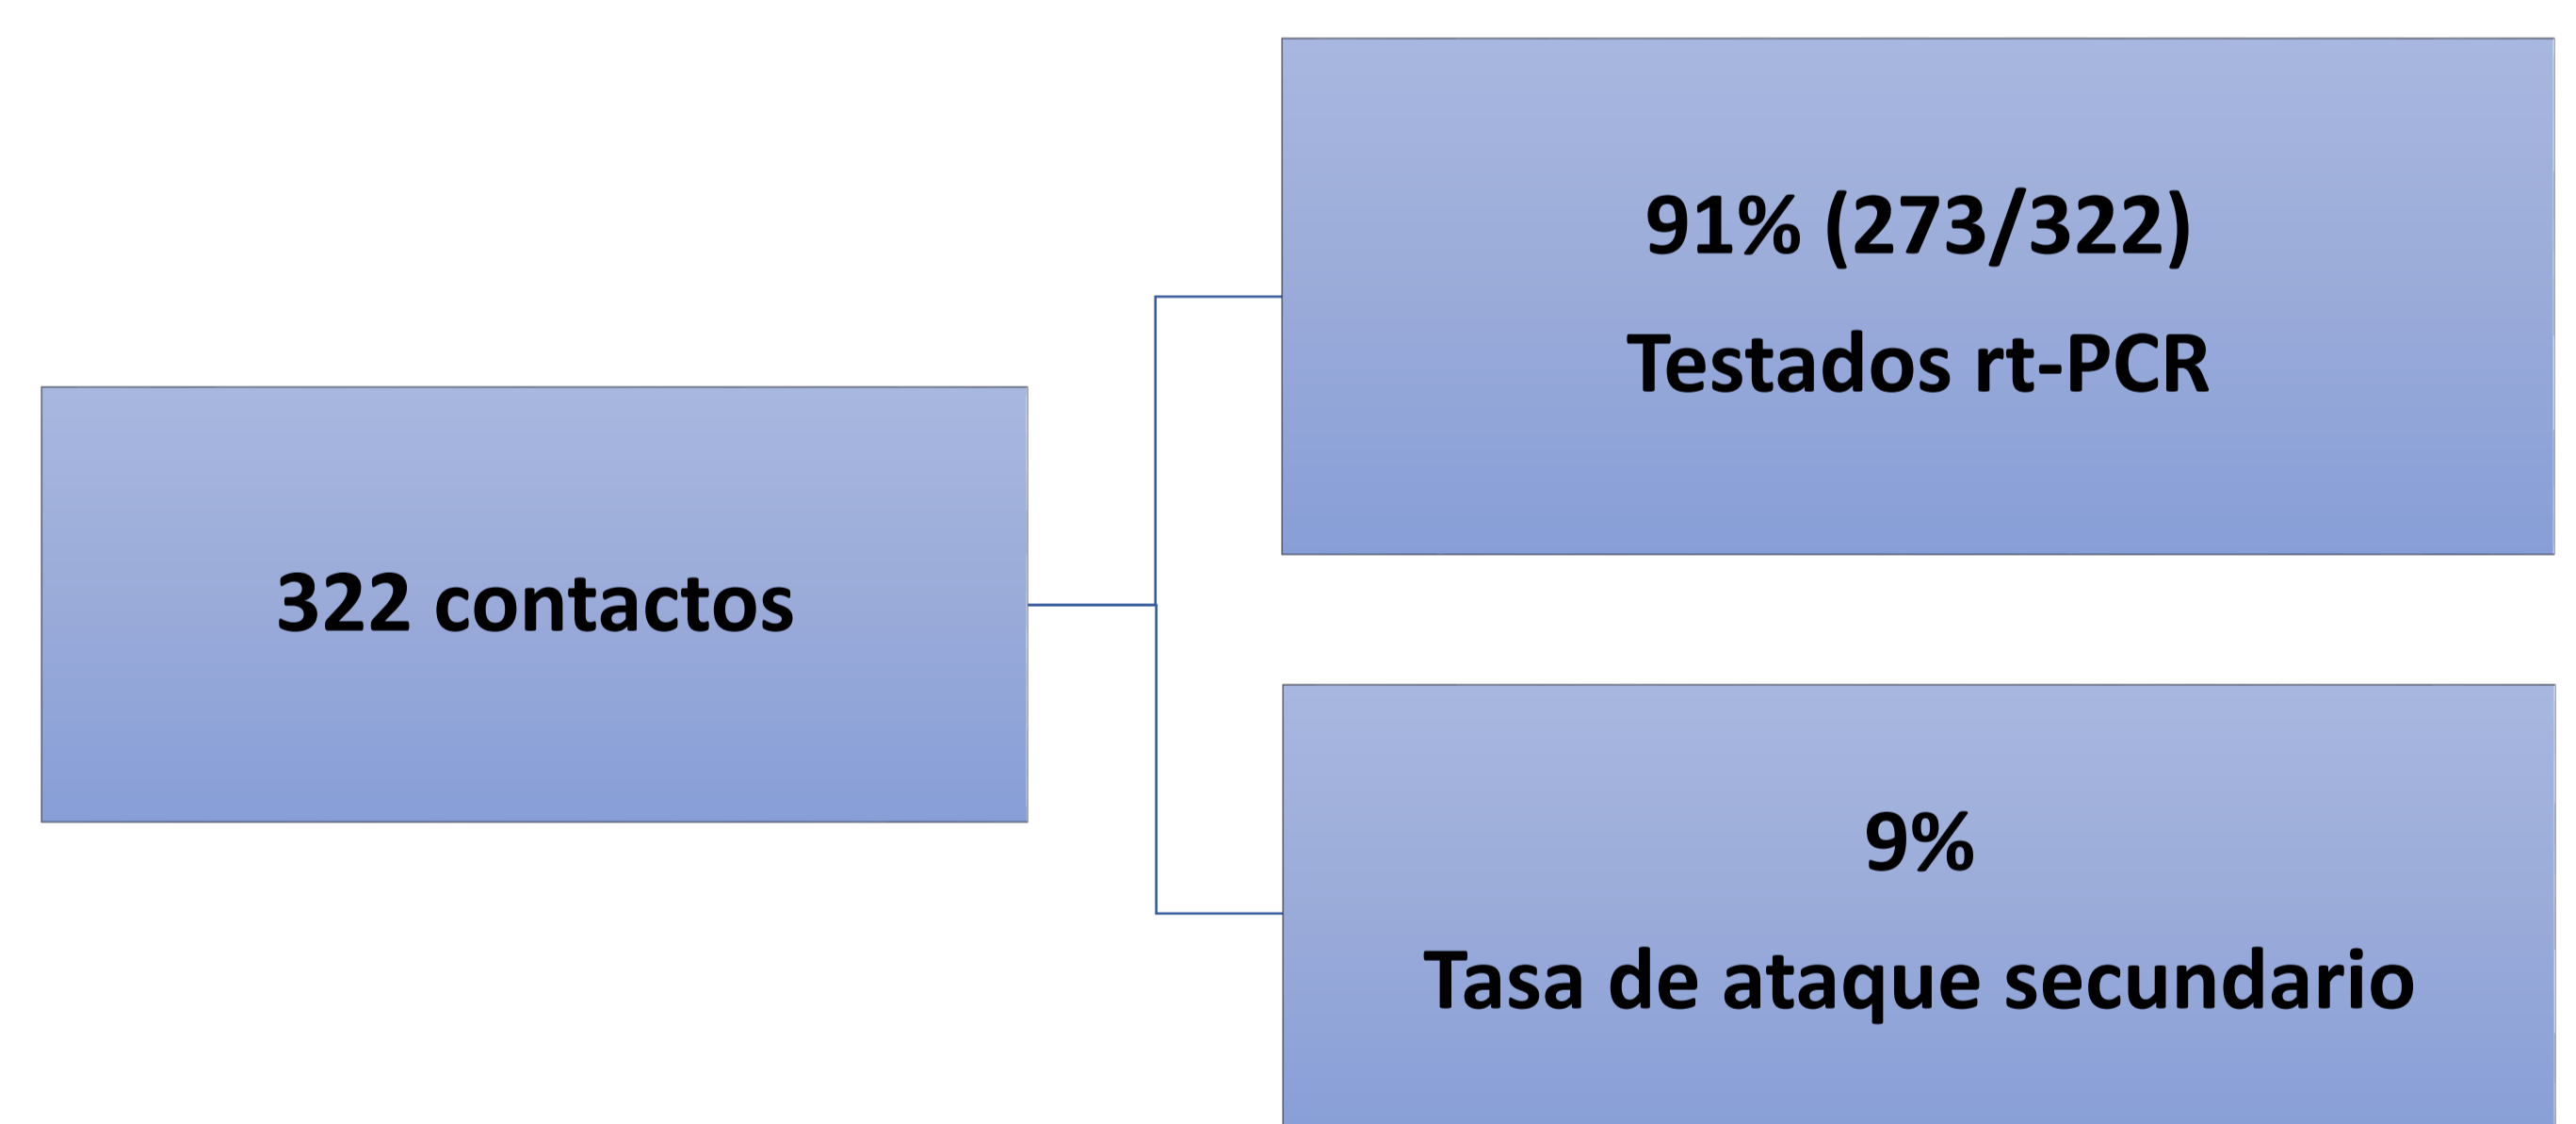 322 contactos
91% (273/322)
Testados rt-PCR
9%
Tasa de ataque secundario